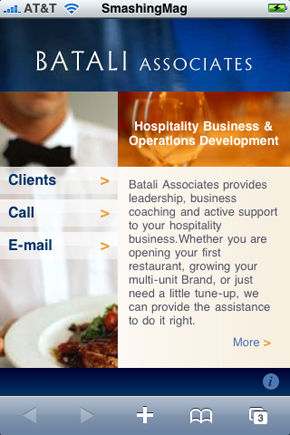 AT&T SmashingMag
BATALI ASSOCIATES
Hospitality Business &
Operations Development
Clients >
Call >
E-mail >
Batali Associates provides
leadership, business
coaching and active support
to your hospitality
business.Whether you are
opening your first
restaurant, growing your
multi-unit Brand, or just
need a little tune-up, we
can provide the assistance
to do it right.
More >
i
3